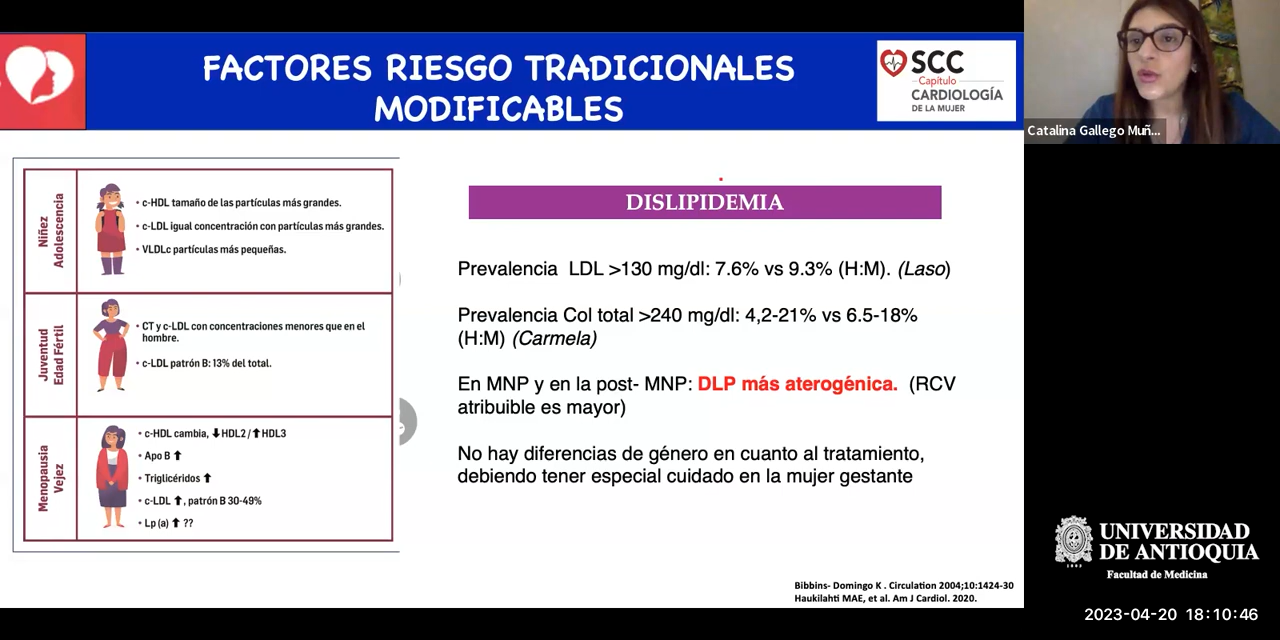 FACTORES RIESGO TRADICIONALES
MODIFICABLES
SCC
Capítulo
CARDIOLOGÍA
DE LA MUJER
Catalina Gallego Muñ...
Niñez
Adolescencia
• c-HDL tamaño de las partículas más grandes.
• c-LDL igual concentración con partículas más grandes.
• VLDLc partículas más pequeñas.
Juventud
Edad Fértil
• CT y c-LDL con concentraciones menores que en el
hombre.
• c-LDL patrón B: 13% del total.
Menopausia
Vejez
• c-HDL cambia, ⬇HDL2/⬆HDL3
• Apo B ⬆
• Triglicéridos ⬆
• c-LDL ⬆, patrón B 30-49%
• Lp (a) ⬆ ??
DISLIPIDEMIA
Prevalencia LDL >130 mg/dl: 7.6% vs 9.3% (H:M). (Laso)
Prevalencia Col total >240 mg/dl: 4,2-21% vs 6.5-18%
(H:M) (Carmela)
En MNP y en la post- MNP: DLP más aterogénica. (RCV
atribuible es mayor)
No hay diferencias de género en cuanto al tratamiento,
debiendo tener especial cuidado en la mujer gestante
Bibbins- Domingo K . Circulation 2004;10:1424-30
Haukilahti MAE, et al. Am J Cardiol. 2020.
UNIVERSIDAD
DE ANTIOQUIA
1803
Facultad de Medicina
2023-04-20 18:10:46